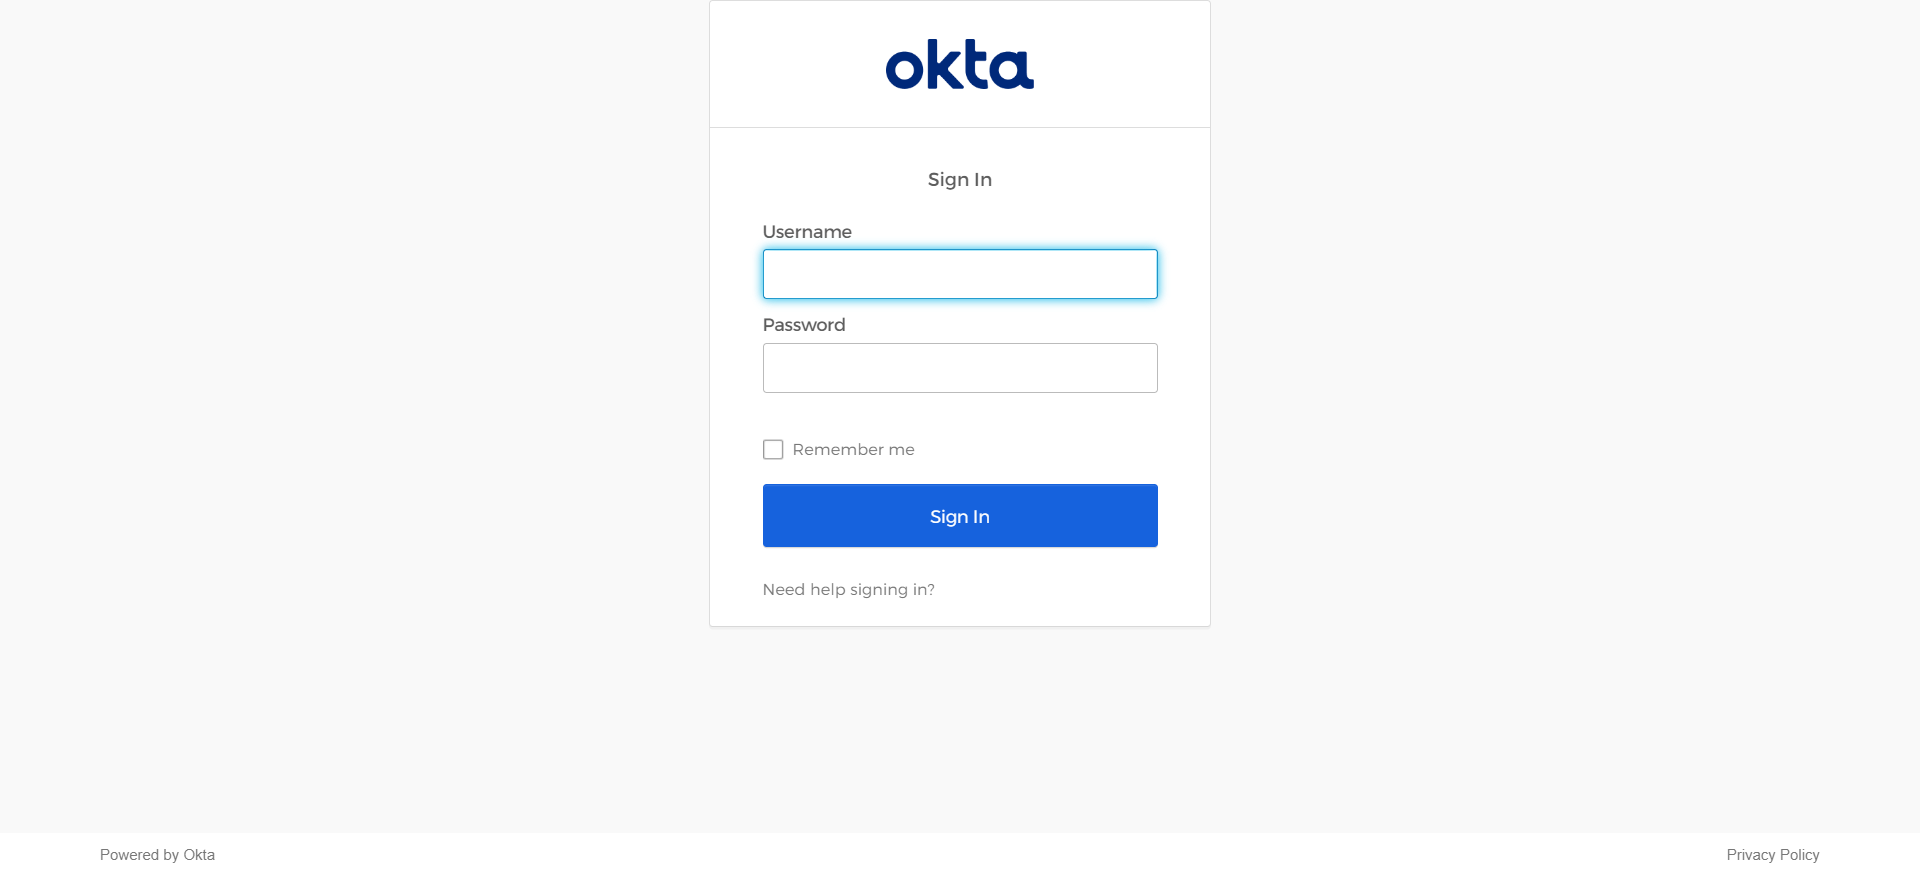 okta
Sign In
Username
Password
Remember me
Sign In
Need help signing in?
Powered by Okta
Privacy Policy